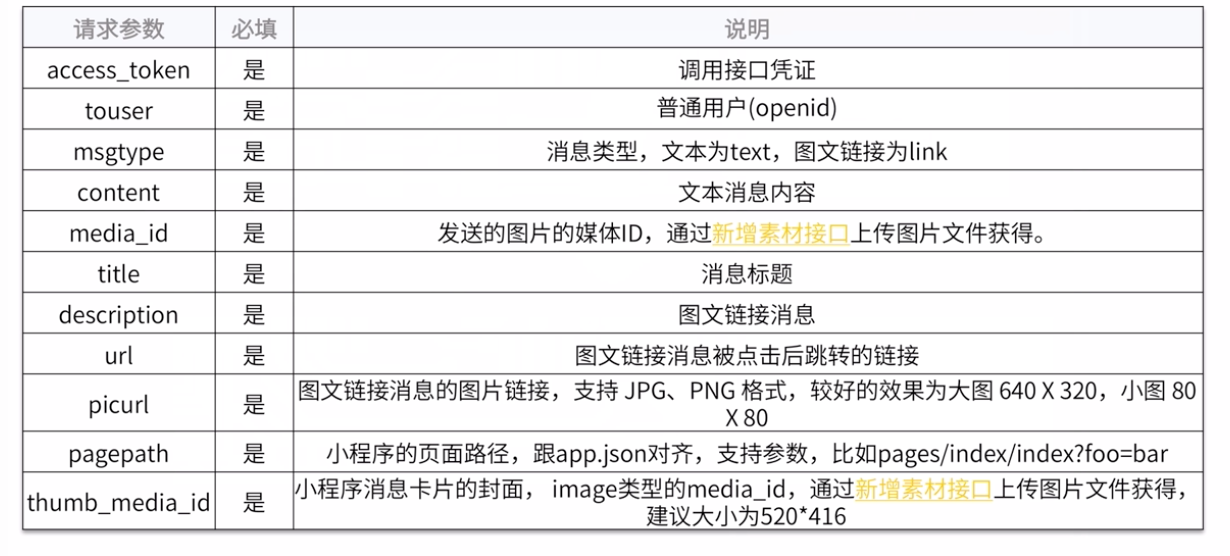 请求参数 必填 说明
access_token 是 调用接口凭证
touser 是 普通用户(openid)
msgtype 是 消息类型，文本为text，图文链接为link
content 是 文本消息内容
media_id 是 发送的图片的媒体ID，通过新增素材接口上传图片文件获得。
title 是 消息标题
description 是 图文链接消息
url 是 图文链接消息被点击后跳转的链接
picurl 是 图文链接消息的图片链接，支持 JPG、PNG 格式，较好的效果为大图 640 X 320，小图 80
X 80
pagepath 是 小程序的页面路径，跟app.json对齐，支持参数，比如pages/index/index?foo=bar
thumb_media_id 是 小程序消息卡片的封面， image类型的media_id，通过新增素材接口上传图片文件获得，
建议大小为520*416